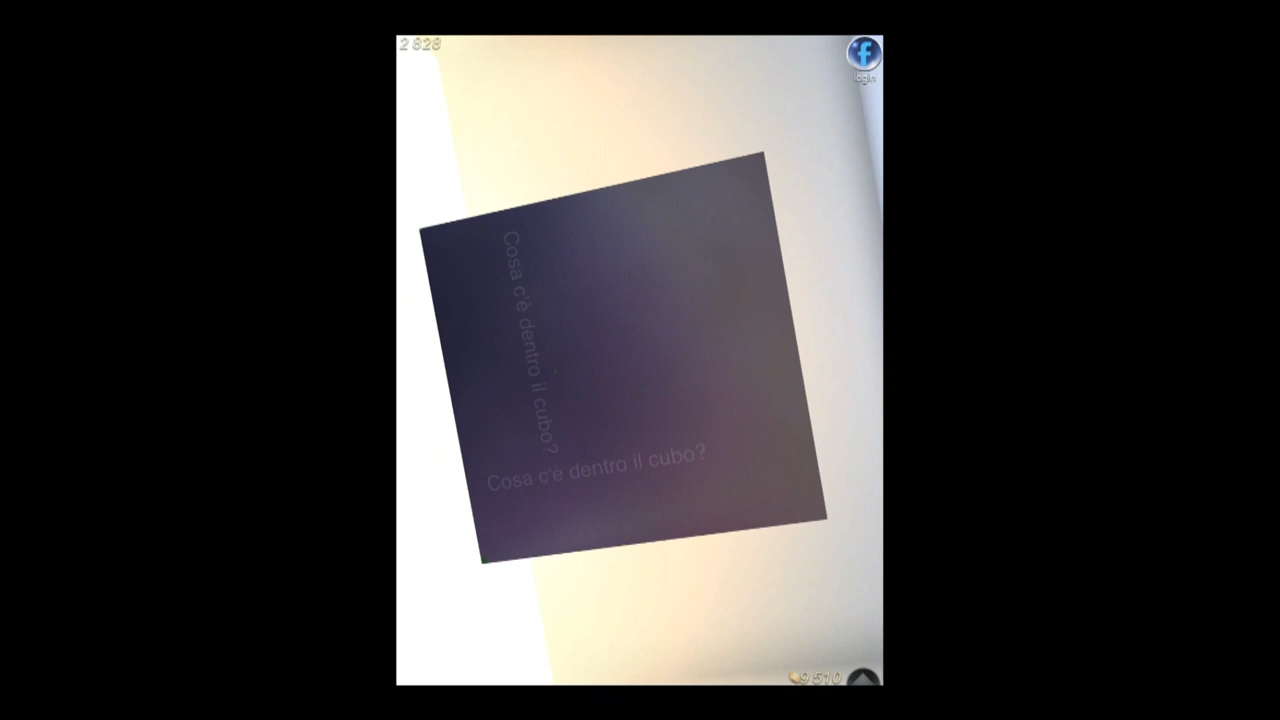 2 828
login
Cosa c'è dentro il cubo?
Cosa c'è dentro il cubo?
9 510